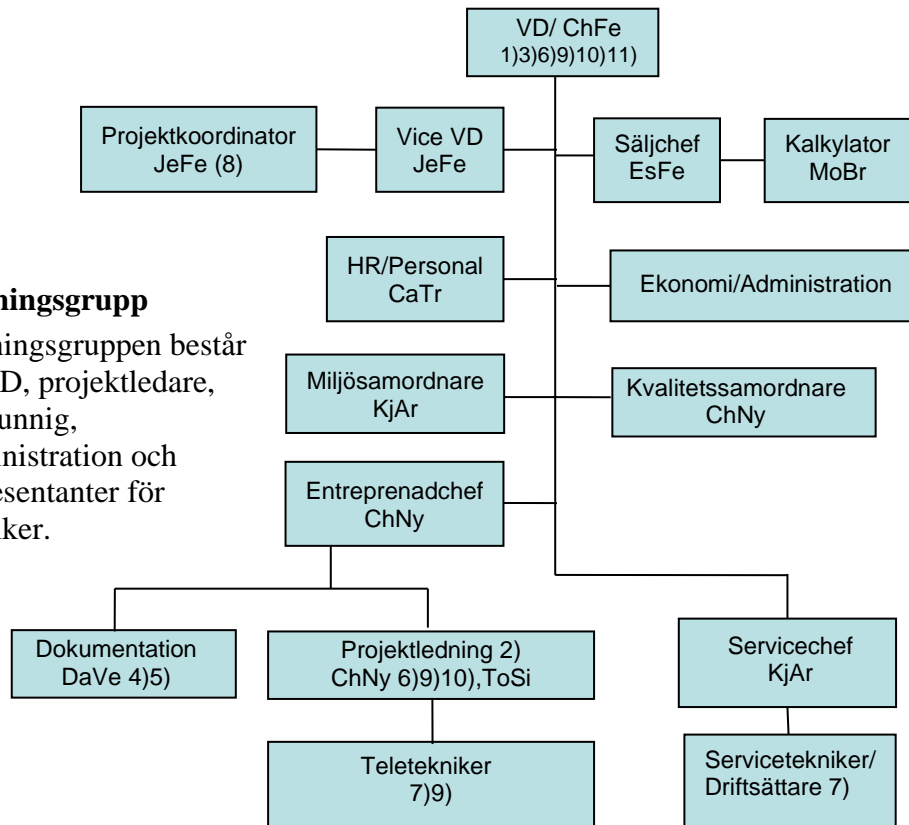 VD/ ChFe
1)3)6)9)10)11)
Projektkoordinator
JeFe (8)
Vice VD
JeFe
Säljchef
EsFe
Kalkylator
MoBr
HR/Personal
CaTr
Ekonomi/Administration
ningsgrupp
ningsgruppen består
D, projektledare,
unnig,
inistration och
esentanter för
iker.
Miljösamordnare
KjAr
Kvalitetssamordnare
ChNy
Entreprenadchef
ChNy
Dokumentation
DaVe 4)5)
Projektledning 2)
ChNy 6)9)10),ToSi
Servicechef
KjAr
Teletekniker
7)9)
Servicetekniker/
Driftsättare 7)